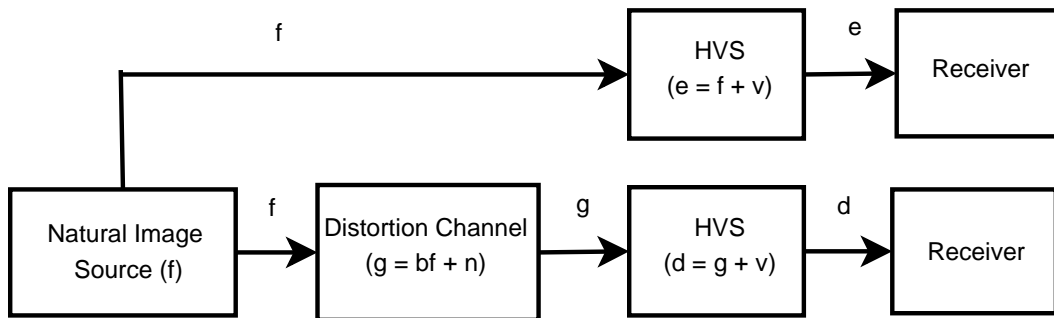 f
HVS
(e = f + v)
e
Receiver
Natural Image
Source (f)
f
Distortion Channel
(g = bf + n)
g
HVS
(d = g + v)
d
Receiver